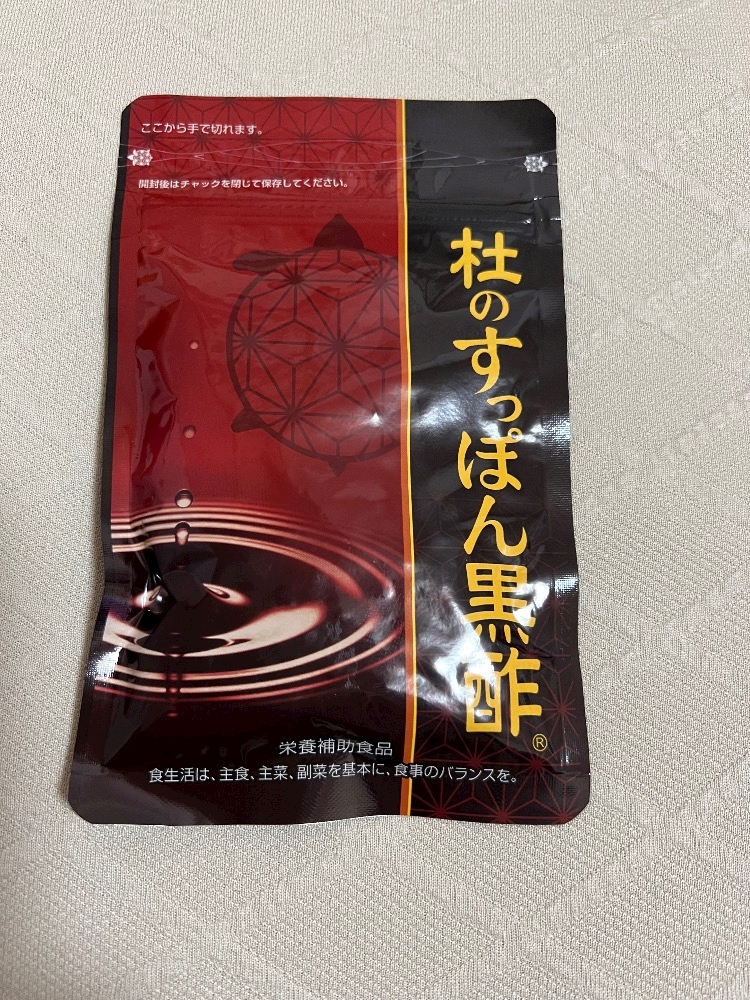 ここから手で切れます。
開封後はチャックを閉じて保存してください。
杜のすっぽん黒酢®
栄養補助食品
食生活は、主食、主菜、副菜を基本に、食事のバランスを。